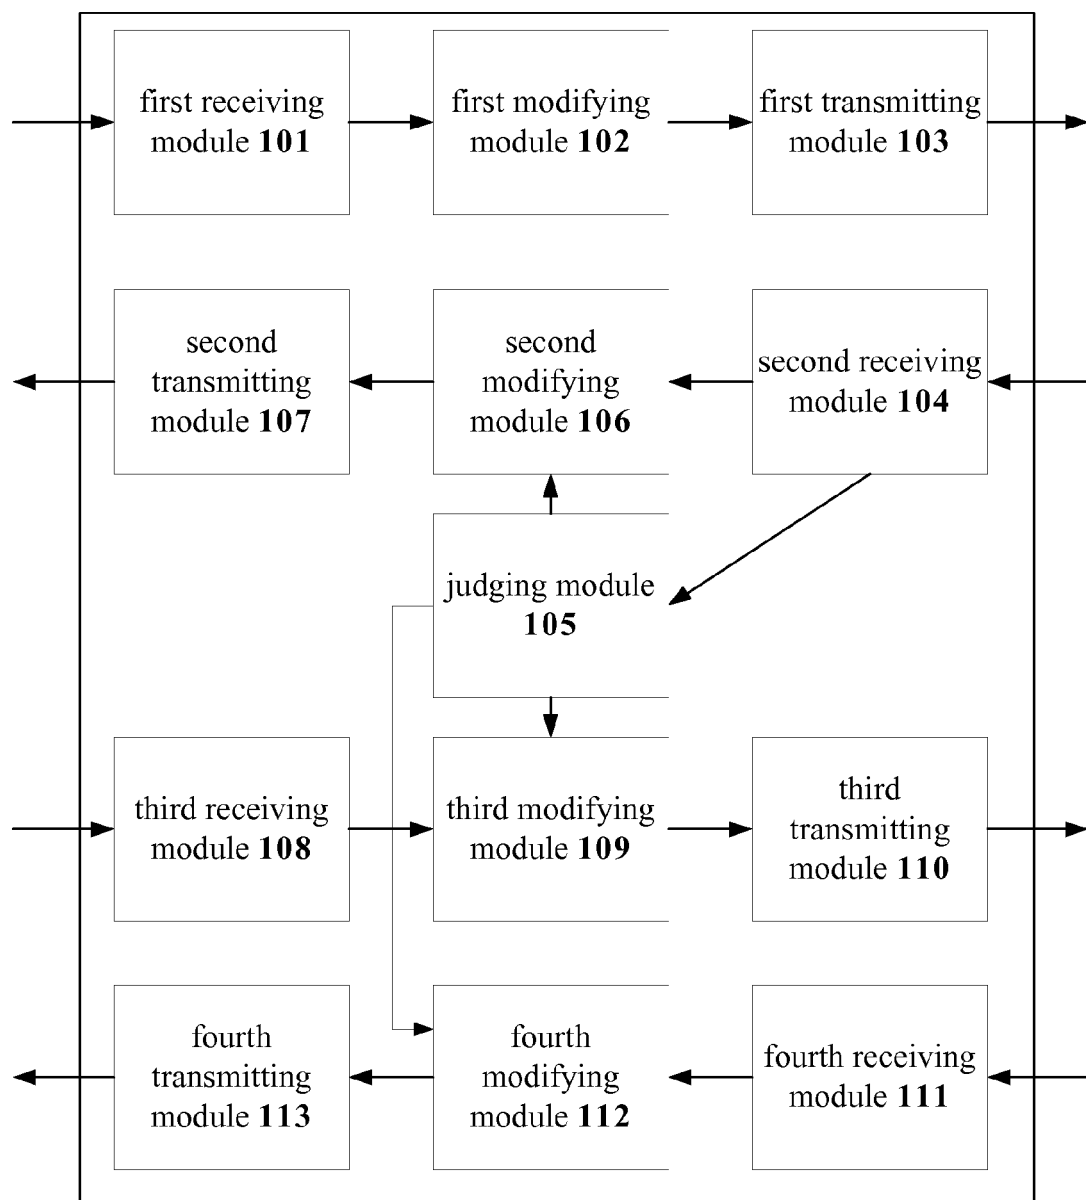 first receiving
module 101
first modifying
module 102
first transmitting
module 103
second
transmitting
module 107
second
modifying
module 106
second receiving
module 104
judging module
105
third receiving
module 108
third modifying
module 109
third
transmitting
module 110
fourth
transmitting
module 113
fourth
modifying
module 112
fourth receiving
module 111